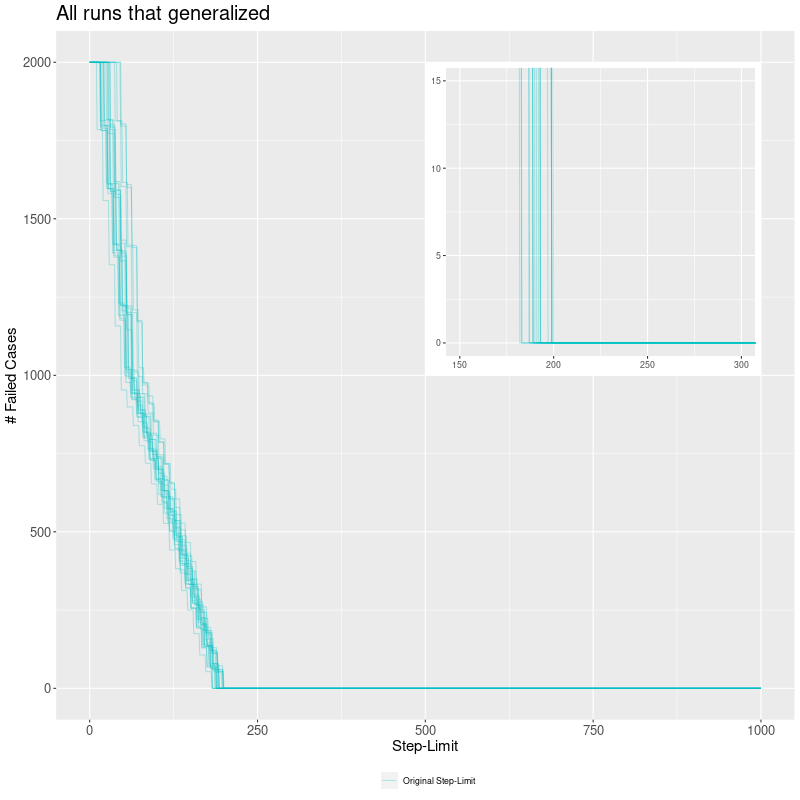 All runs that generalized
# Failed Cases
2000
1500
1000
500
0
15
10
5
0
150 200 250 300
0 250 500 750 1000
Step-Limit
Original Step-Limit